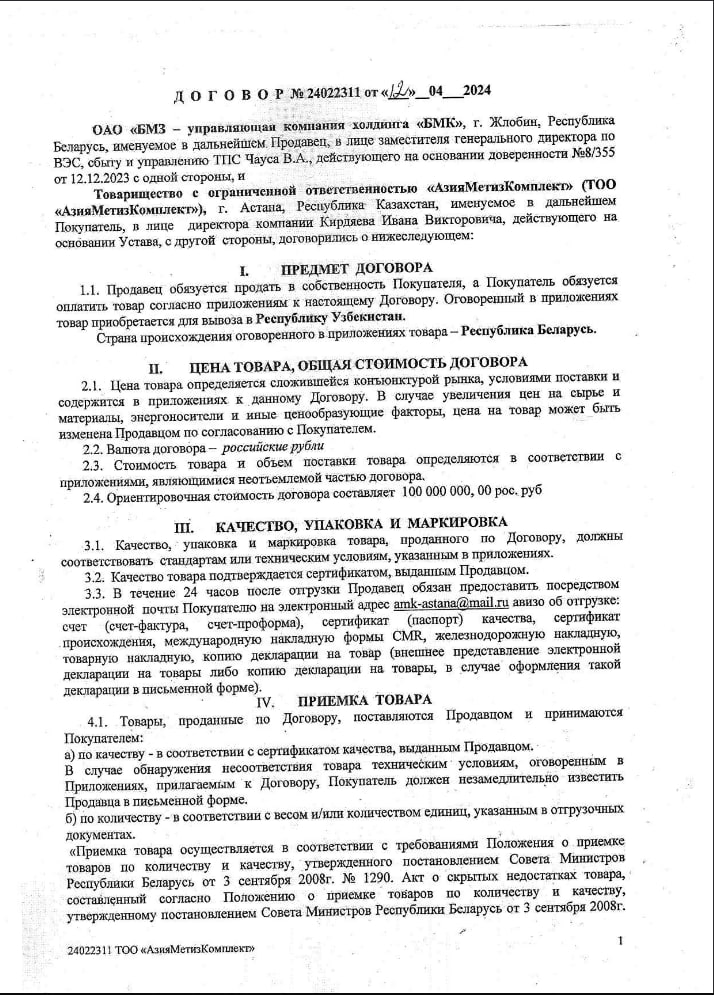 Д О Г О В О Р № 24022311 от «12»__04___2024
ОАО «БМЗ – управляющая компания холдинга «БМК», г. Жлобин, Республика
Беларусь, именуемое в дальнейшем Продавец, в лице заместителя генерального директора по
ВЭС, сбыту и управлению ТПС Чауса В.А., действующего на основании доверенности №8/355
от 12.12.2023 с одной стороны, и
Товарищество с ограниченной ответственностью «АзияМетизКомплект» (ТОО
«АзияМетизКомплект»), г. Астана, Республика Казахстан, именуемое в дальнейшем
Покупатель, в лице директора компании Кирдяева Ивана Викторовича, действующего на
основании Устава, с другой стороны, договорились о нижеследующем:
I. ПРЕДМЕТ ДОГОВОРА
1.1. Продавец обязуется продать в собственность Покупателя, а Покупатель обязуется
оплатить товар согласно приложениям к настоящему Договору. Оговоренный в приложениях
товар приобретается для вывоза в Республику Узбекистан.
Страна происхождения оговоренного в приложениях товара – Республика Беларусь.
II. ЦЕНА ТОВАРА, ОБЩАЯ СТОИМОСТЬ ДОГОВОРА
2.1. Цена товара определяется сложившейся конъюнктурой рынка, условиями поставки и
содержится в приложениях к данному Договору. В случае увеличения цен на сырье и
материалы, энергоносители и иные ценообразующие факторы, цена на товар может быть
изменена Продавцом по согласованию с Покупателем.
2.2. Валюта договора – российские рубли
2.3. Стоимость товара и объем поставки товара определяются в соответствии с
приложениями, являющимися неотъемлемой частью договора.
2.4. Ориентировочная стоимость договора составляет 100 000 000, 00 рос. руб
III. КАЧЕСТВО, УПАКОВКА И МАРКИРОВКА
3.1. Качество, упаковка и маркировка товара, проданного по Договору, должны
соответствовать стандартам или техническим условиям, указанным в приложениях.
3.2. Качество товара подтверждается сертификатом, выданным Продавцом.
3.3. В течение 24 часов после отгрузки Продавец обязан предоставить посредством
электронной почты Покупателю на электронный адрес amk-astana@mail.ru авизо об отгрузке:
счет (счет-фактура, счет-проформа), сертификат (паспорт) качества, сертификат
происхождения, международную накладную формы CMR, железнодорожную накладную,
товарную накладную, копию декларации на товар (внешнее представление электронной
декларации на товары либо копию декларации на товары, в случае оформления такой
декларации в письменной форме).
IV. ПРИЕМКА ТОВАРА
4.1. Товары, проданные по Договору, поставляются Продавцом и принимаются
Покупателем:
а) по качеству - в соответствии с сертификатом качества, выданным Продавцом.
В случае обнаружения несоответствия товара техническим условиям, оговоренным в
Приложениях, прилагаемым к Договору, Покупатель должен незамедлительно известить
Продавца в письменной форме.
б) по количеству - в соответствии с весом и/или количеством единиц, указанным в отгрузочных
документах.
«Приемка товара осуществляется в соответствии с требованиями Положения о приемке
товаров по количеству и качеству, утвержденного постановлением Совета Министров
Республики Беларусь от 3 сентября 2008г. № 1290. Акт о скрытых недостатках товара,
составленный согласно Положению о приемке товаров по количеству и качеству,
утвержденному постановлением Совета Министров Республики Беларусь от 3 сентября 2008г.
24022311 ТОО «АзияМетизКомплект»
1